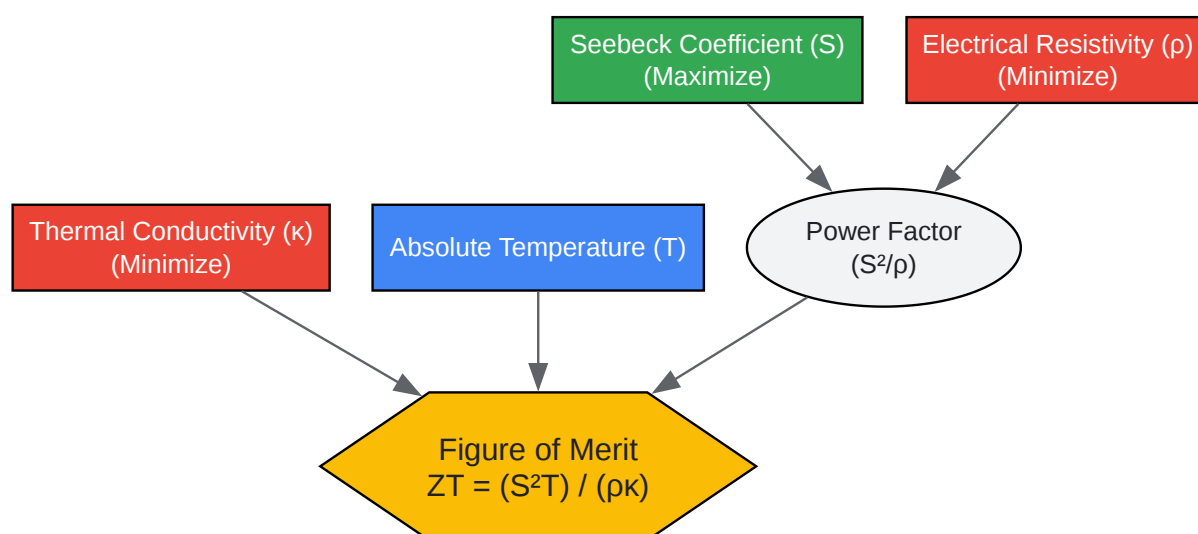 Seebeck Coefficient (S)
(Maximize)
Electrical Resistivity (ρ)
(Minimize)
Thermal Conductivity (κ)
(Minimize)
Absolute Temperature (T)
Power Factor
(S²/ρ)
Figure of Merit
ZT = (S²T) / (ρκ)